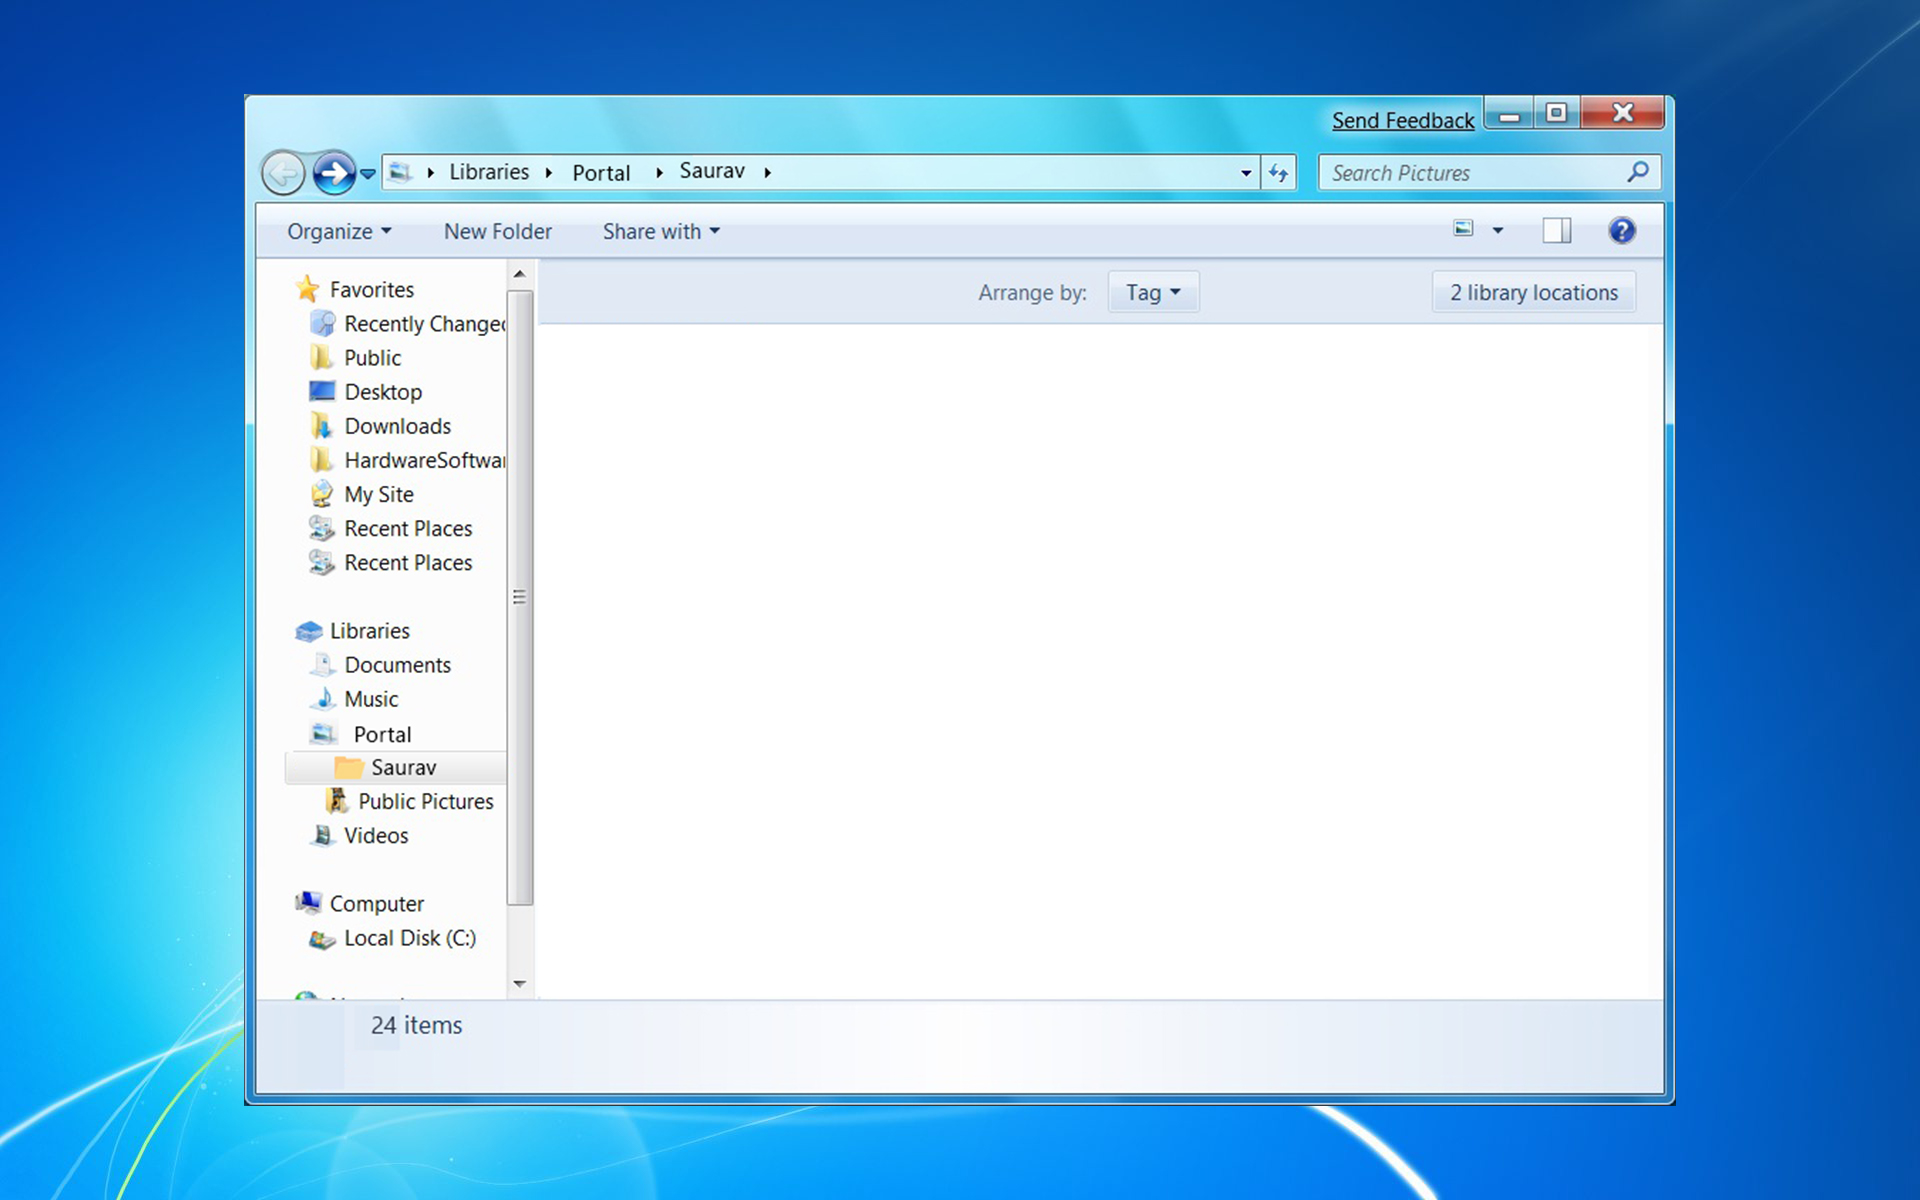 Send Feedback
Libraries Portal Saurav
Search Pictures
Organize New Folder Share with
Arrange by: Tag 2 library locations
Favorites
Recently Changed
Public
Desktop
Downloads
HardwareSoftwar
My Site
Recent Places
Recent Places
Libraries
Documents
Music
Portal
Saurav
Public Pictures
Videos
Computer
Local Disk (C:)
24 items